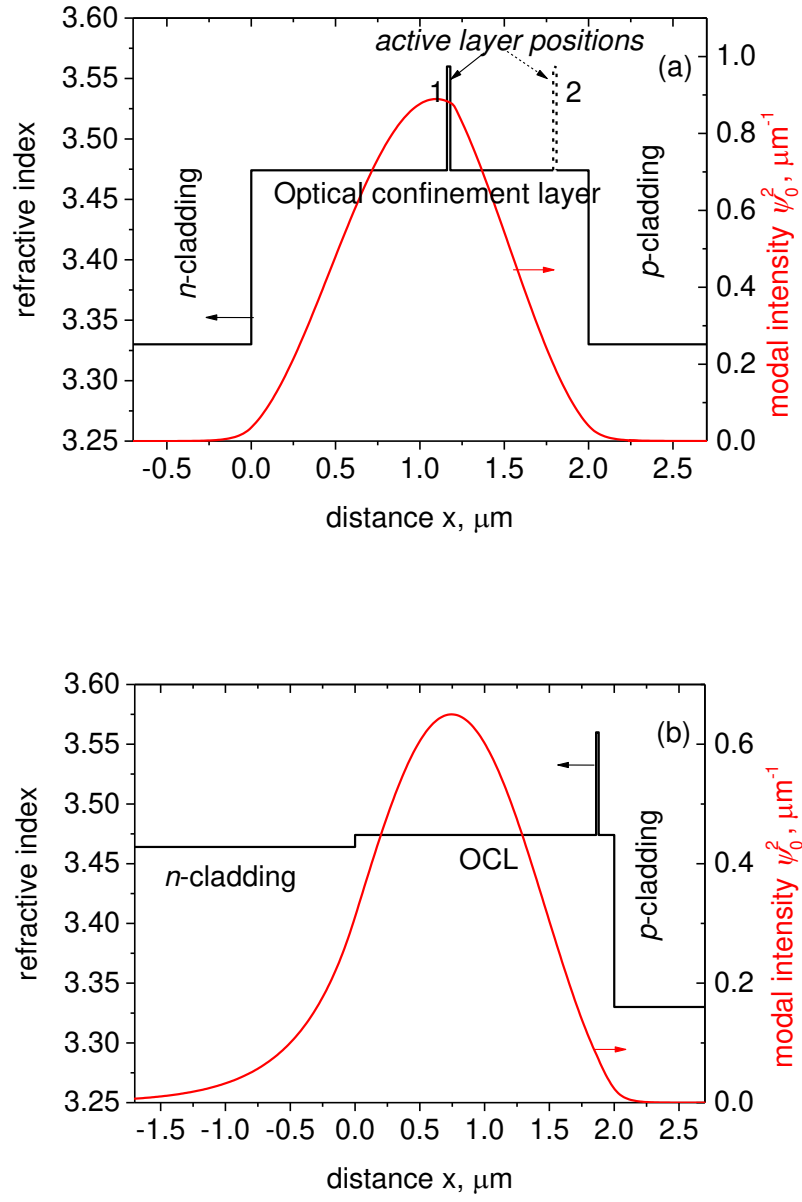 3.60
3.55
3.50
3.45
3.40
3.35
3.30
3.25
refractive index
active layer positions
(a)
1
2
n-cladding
Optical confinement layer
p-cladding
1.0
0.8
0.6
0.4
0.2
0.0
modal intensity ψ₀², μm⁻¹
-0.5 0.0 0.5 1.0 1.5 2.0 2.5
distance x, μm
3.60
3.55
3.50
3.45
3.40
3.35
3.30
3.25
refractive index
(b)
n-cladding
OCL
p-cladding
0.6
0.4
0.2
0.0
modal intensity ψ₀², μm⁻¹
-1.5 -1.0 -0.5 0.0 0.5 1.0 1.5 2.0 2.5
distance x, μm